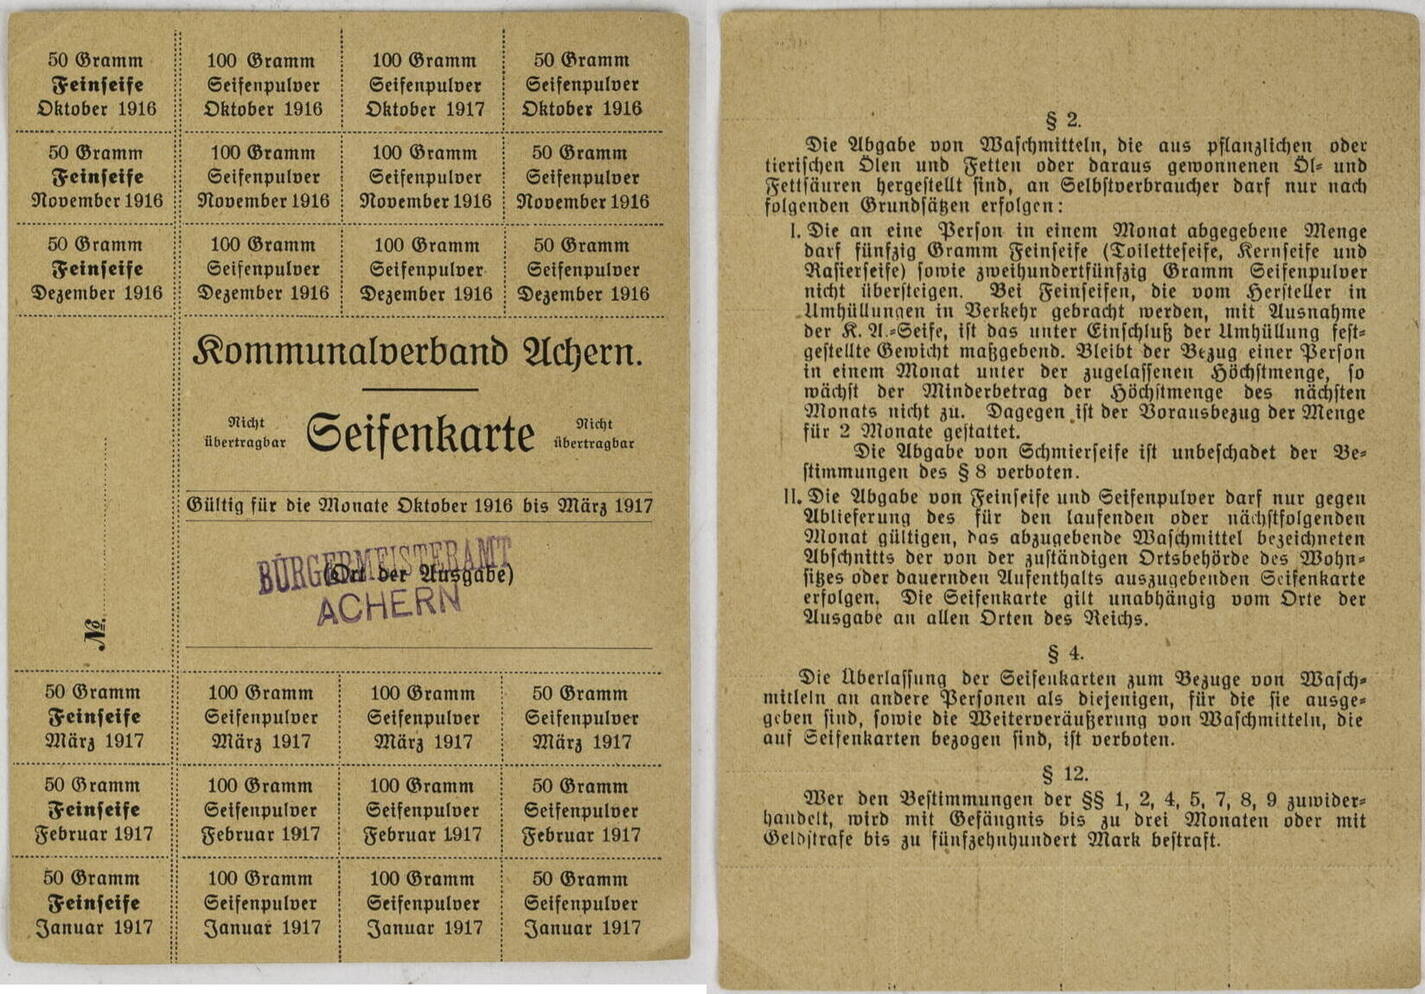 50 Gramm 100 Gramm 100 Gramm 50 Gramm
Feinseife Seifenpulver Seifenpulver Seifenpulver
Oktober 1916 Oktober 1916 Oktober 1917 Oktober 1916
50 Gramm 100 Gramm 100 Gramm 50 Gramm
Feinseife Seifenpulver Seifenpulver Seifenpulver
November 1916 November 1916 November 1916 November 1916
50 Gramm 100 Gramm 100 Gramm 50 Gramm
Feinseife Seifenpulver Seifenpulver Seifenpulver
Dezember 1916 Dezember 1916 Dezember 1916 Dezember 1916
Kommunalverband Achern.
Nicht übertragbar Seifenkarte Nicht übertragbar
Gültig für die Monate Oktober 1916 bis März 1917
BÜRGERMEISTERAMT
(Ort der Ausgabe)
ACHERN
No.
50 Gramm 100 Gramm 100 Gramm 50 Gramm
Feinseife Seifenpulver Seifenpulver Seifenpulver
März 1917 März 1917 März 1917 März 1917
50 Gramm 100 Gramm 100 Gramm 50 Gramm
Feinseife Seifenpulver Seifenpulver Seifenpulver
Februar 1917 Februar 1917 Februar 1917 Februar 1917
50 Gramm 100 Gramm 100 Gramm 50 Gramm
Feinseife Seifenpulver Seifenpulver Seifenpulver
Januar 1917 Januar 1917 Januar 1917 Januar 1917
§ 2.
Die Abgabe von Waschmitteln, die aus pflanzlichen oder
tierischen Ölen und Fetten oder daraus gewonnenen Öl- und
Fettsäuren hergestellt sind, an Selbstverbraucher darf nur nach
folgenden Grundsätzen erfolgen:
I. Die an eine Person in einem Monat abgegebene Menge
darf fünfzig Gramm Feinseife (Toiletteseife, Kernseife und
Rasierseife) sowie zweihundertfünfzig Gramm Seifenpulver
nicht übersteigen. Bei Feinseifen, die vom Hersteller in
Umhüllungen in Verkehr gebracht werden, mit Ausnahme
der K. A.-Seife, ist das unter Einschluß der Umhüllung fest-
gestellte Gewicht maßgebend. Bleibt der Bezug einer Person
in einem Monat unter der zugelassenen Höchstmenge, so
wächst der Minderbetrag der Höchstmenge des nächsten
Monats nicht zu. Dagegen ist der Vorausbezug der Menge
für 2 Monate gestattet.
Die Abgabe von Schmierseife ist unbeschadet der Be-
stimmungen des § 8 verboten.
II. Die Abgabe von Feinseife und Seifenpulver darf nur gegen
Ablieferung des für den laufenden oder nächstfolgenden
Monat gültigen, das abzugebende Waschmittel bezeichneten
Abschnitts der von der zuständigen Ortsbehörde des Wohn-
sitzes oder dauernden Aufenthalts auszugebenden Seifenkarte
erfolgen. Die Seifenkarte gilt unabhängig vom Orte der
Ausgabe an allen Orten des Reichs.
§ 4.
Die Überlassung der Seifenkarten zum Bezuge von Wasch-
mitteln an andere Personen als diejenigen, für die sie ausge-
geben sind, sowie die Weiterveräußerung von Waschmitteln, die
auf Seifenkarten bezogen sind, ist verboten.
§ 12.
Wer den Bestimmungen der §§ 1, 2, 4, 5, 7, 8, 9 zuwider-
handelt, wird mit Gefängnis bis zu drei Monaten oder mit
Geldstrafe bis zu fünfzehnhundert Mark bestraft.